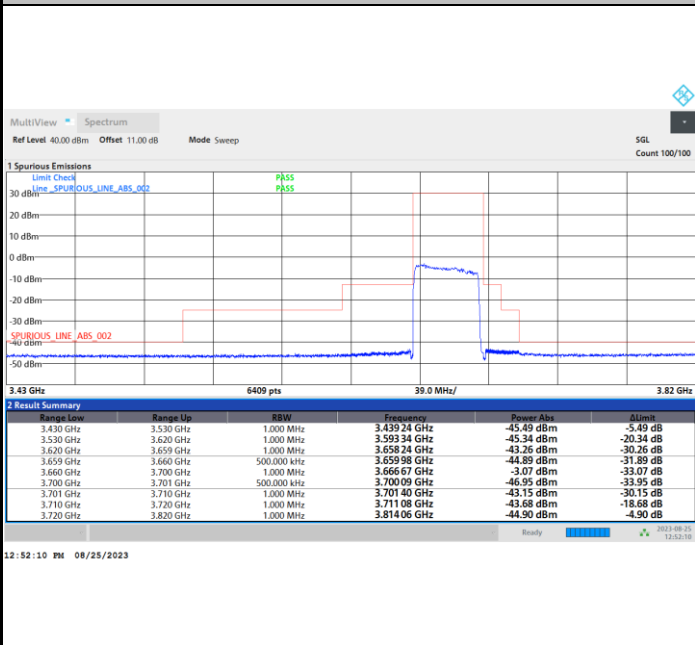 MultiView Spectrum
Ref Level 40.00 dBm Offset 11.00 dB Mode Sweep SGL
Count 100/100
1 Spurious Emissions
Limit Check PASS
Line _SPURIOUS_LINE_ABS_002 PASS
30 dBm
20 dBm
10 dBm
0 dBm
-10 dBm
-20 dBm
-30 dBm
SPURIOUS_LINE_ABS_002
-40 dBm
-50 dBm
3.43 GHz 6409 pts 39.0 MHz/ 3.82 GHz
2 Result Summary
Range Low Range Up RBW Frequency Power Abs ΔLimit
3.430 GHz 3.530 GHz 1.000 MHz 3.439 24 GHz -45.49 dBm -5.49 dB
3.530 GHz 3.620 GHz 1.000 MHz 3.593 34 GHz -45.34 dBm -20.34 dB
3.620 GHz 3.659 GHz 1.000 MHz 3.658 24 GHz -43.26 dBm -30.26 dB
3.659 GHz 3.660 GHz 500.000 kHz 3.659 98 GHz -44.89 dBm -31.89 dB
3.660 GHz 3.700 GHz 1.000 MHz 3.666 67 GHz -3.07 dBm -33.07 dB
3.700 GHz 3.701 GHz 500.000 kHz 3.700 09 GHz -46.95 dBm -33.95 dB
3.701 GHz 3.710 GHz 1.000 MHz 3.701 40 GHz -43.15 dBm -30.15 dB
3.710 GHz 3.720 GHz 1.000 MHz 3.711 08 GHz -43.68 dBm -18.68 dB
3.720 GHz 3.820 GHz 1.000 MHz 3.814 06 GHz -44.90 dBm -4.90 dB
Ready 2023-08-25
12:52:10
12:52:10 PM 08/25/2023